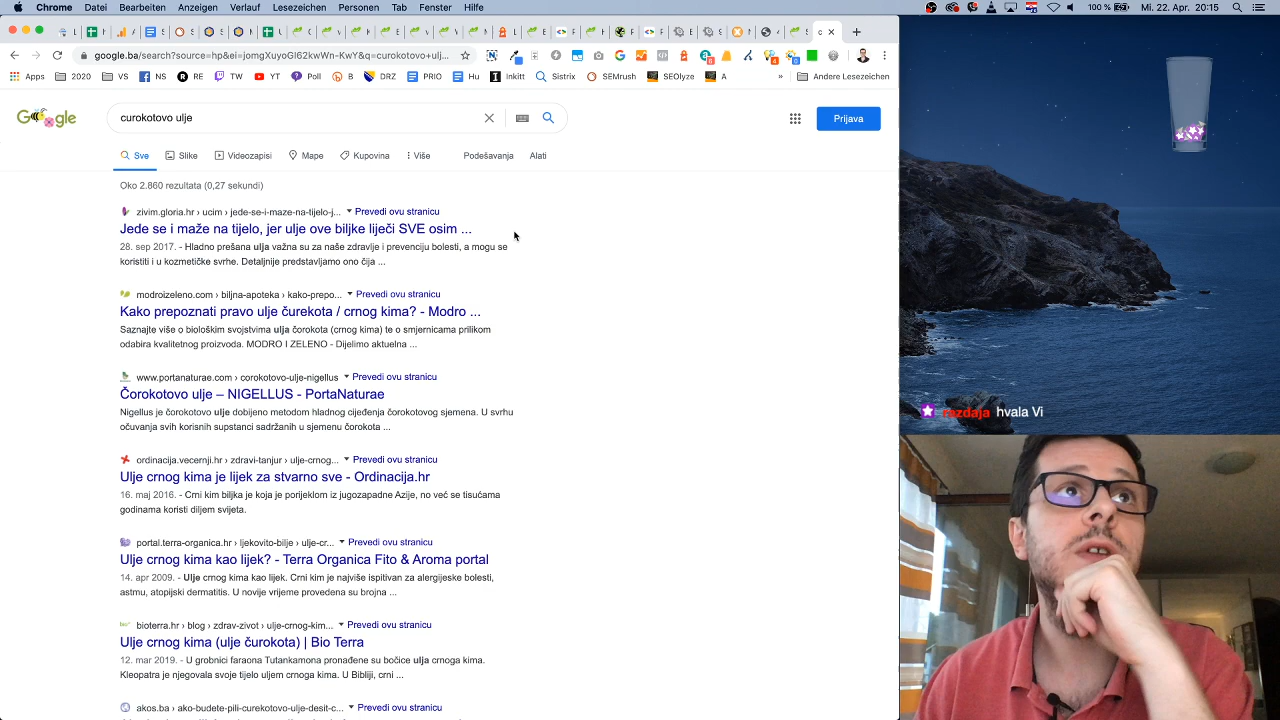 Chrome Datei Bearbeiten Anzeigen Verlauf Lesezeichen Personen Tab Fenster Hilfe 100 % Mi. 22. Apr. 20:15
google.ba/search?source=hp&ei=jomgXuyoGI62kwWn-KwY&q=curokotovo+ulj...
Apps 2020 VS NS RE TW YT Poll B DRZ PRIO Hu Inkitt Sistrix SEMrush SEOlyze A » Andere Lesezeichen
Google curokotovo ulje Prijava
Sve Slike Videozapisi Mape Kupovina Više Podešavanja Alati
Oko 2.860 rezultata (0,27 sekundi)
zivim.gloria.hr › ucim › jede-se-i-maze-na-tijelo-j... Prevedi ovu stranicu
Jede se i maže na tijelo, jer ulje ove biljke liječi SVE osim ...
28. sep 2017. - Hladno prešana ulja važna su za naše zdravlje i prevenciju bolesti, a mogu se
koristiti i u kozmetičke svrhe. Detaljnije predstavljamo ono čija ...
modroizeleno.com › biljna-apoteka › kako-prepo... Prevedi ovu stranicu
Kako prepoznati pravo ulje čurekota / crnog kima? - Modro ...
Saznajte više o biološkim svojstvima ulja čorokota (crnog kima) te o smjernicama prilikom
odabira kvalitetnog proizvoda. MODRO I ZELENO - Dijelimo aktuelna ...
www.portanaturae.com › corokotovo-ulje-nigellus Prevedi ovu stranicu
Čorokotovo ulje – NIGELLUS - PortaNaturae
Nigellus je čorokotovo ulje dobijeno metodom hladnog cijeđenja čorokotovog sjemena. U svrhu
očuvanja svih korisnih supstanci sadržanih u sjemenu čorokota ...
ordinacija.vecernji.hr › zdravi-tanjur › ulje-crnog... Prevedi ovu stranicu
Ulje crnog kima je lijek za stvarno sve - Ordinacija.hr
16. maj 2016. - Crni kim biljka je koja je porijeklom iz jugozapadne Azije, no već se tisućama
godinama koristi diljem svijeta.
portal.terra-organica.hr › ljekovito-bilje › ulje-cr... Prevedi ovu stranicu
Ulje crnog kima kao lijek? - Terra Organica Fito & Aroma portal
14. apr 2009. - Ulje crnog kima kao lijek. Crni kim je najviše ispitivan za alergijeske bolesti,
astmu, atopijski dermatitis. U novije vrijeme provedena su brojna ...
bioterra.hr › blog › zdrav-zivot › ulje-crnog-kim... Prevedi ovu stranicu
Ulje crnog kima (ulje čurokota) | Bio Terra
12. mar 2019. - U grobnici faraona Tutankamona pronađene su bočice ulja crnoga kima.
Kleopatra je njegovala svoje tijelo uljem crnoga kima. U Bibliji, crni ...
akos.ba › ako-budete-pili-curekotovo-ulje-desit-c... Prevedi ovu stranicu
hvala Vi